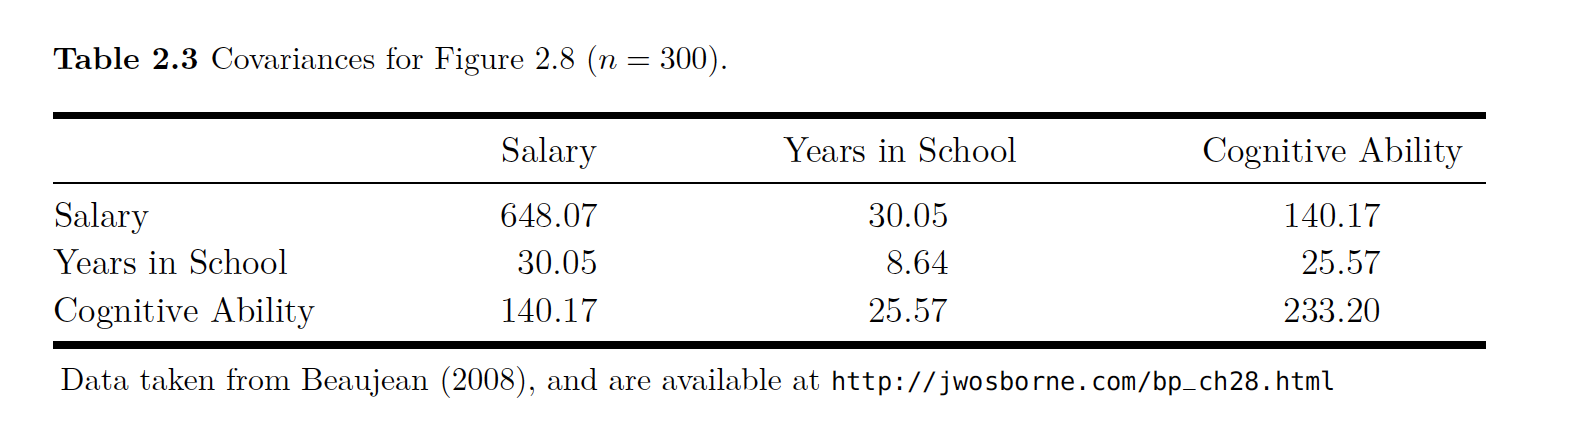 Table 2.3 Covariances for Figure 2.8 (n = 300).
Salary Years in School Cognitive Ability
Salary 648.07 30.05 140.17
Years in School 30.05 8.64 25.57
Cognitive Ability 140.17 25.57 233.20
Data taken from Beaujean (2008), and are available at http://jwosborne.com/bp_ch28.html